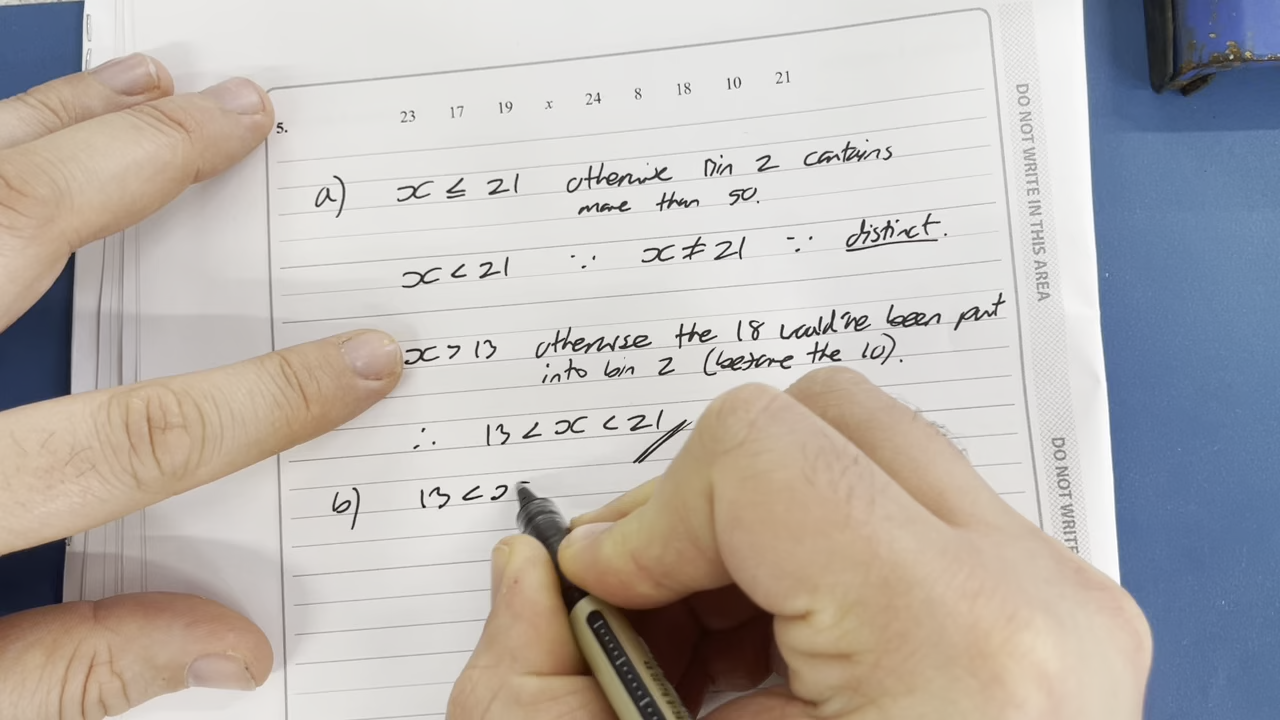 5.
23 17 19 x 24 8 18 10 21
a) x ≤ 21 otherwise bin 2 contains
more than 50.
x < 21 ∵ x ≠ 21 ∵ distinct.
x > 13 otherwise the 18 would've been put
into bin 2 (before the 10).
∴ 13 < x < 21
b) 13 < x
DO NOT WRITE IN THIS AREA
DO NOT WRITE